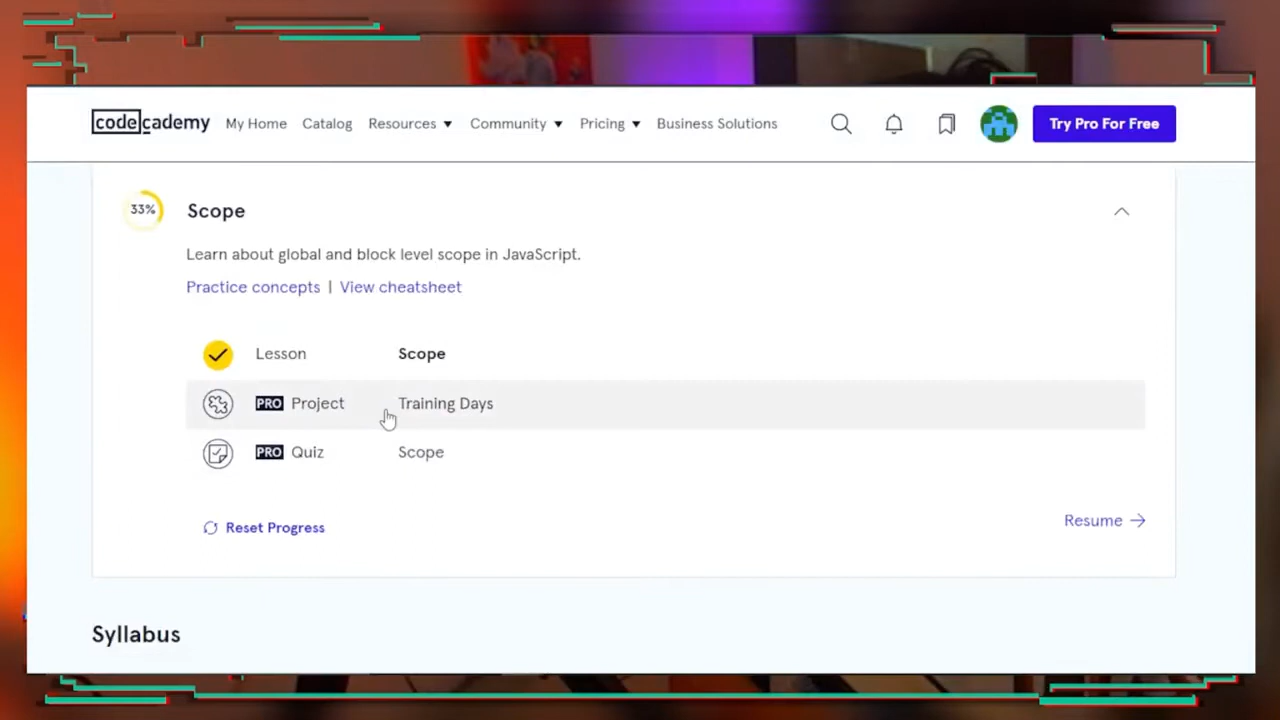 codecademy My Home Catalog Resources Community Pricing Business Solutions Try Pro For Free
33% Scope
Learn about global and block level scope in JavaScript.
Practice concepts | View cheatsheet
Lesson Scope
PRO Project Training Days
PRO Quiz Scope
Reset Progress
Resume
Syllabus